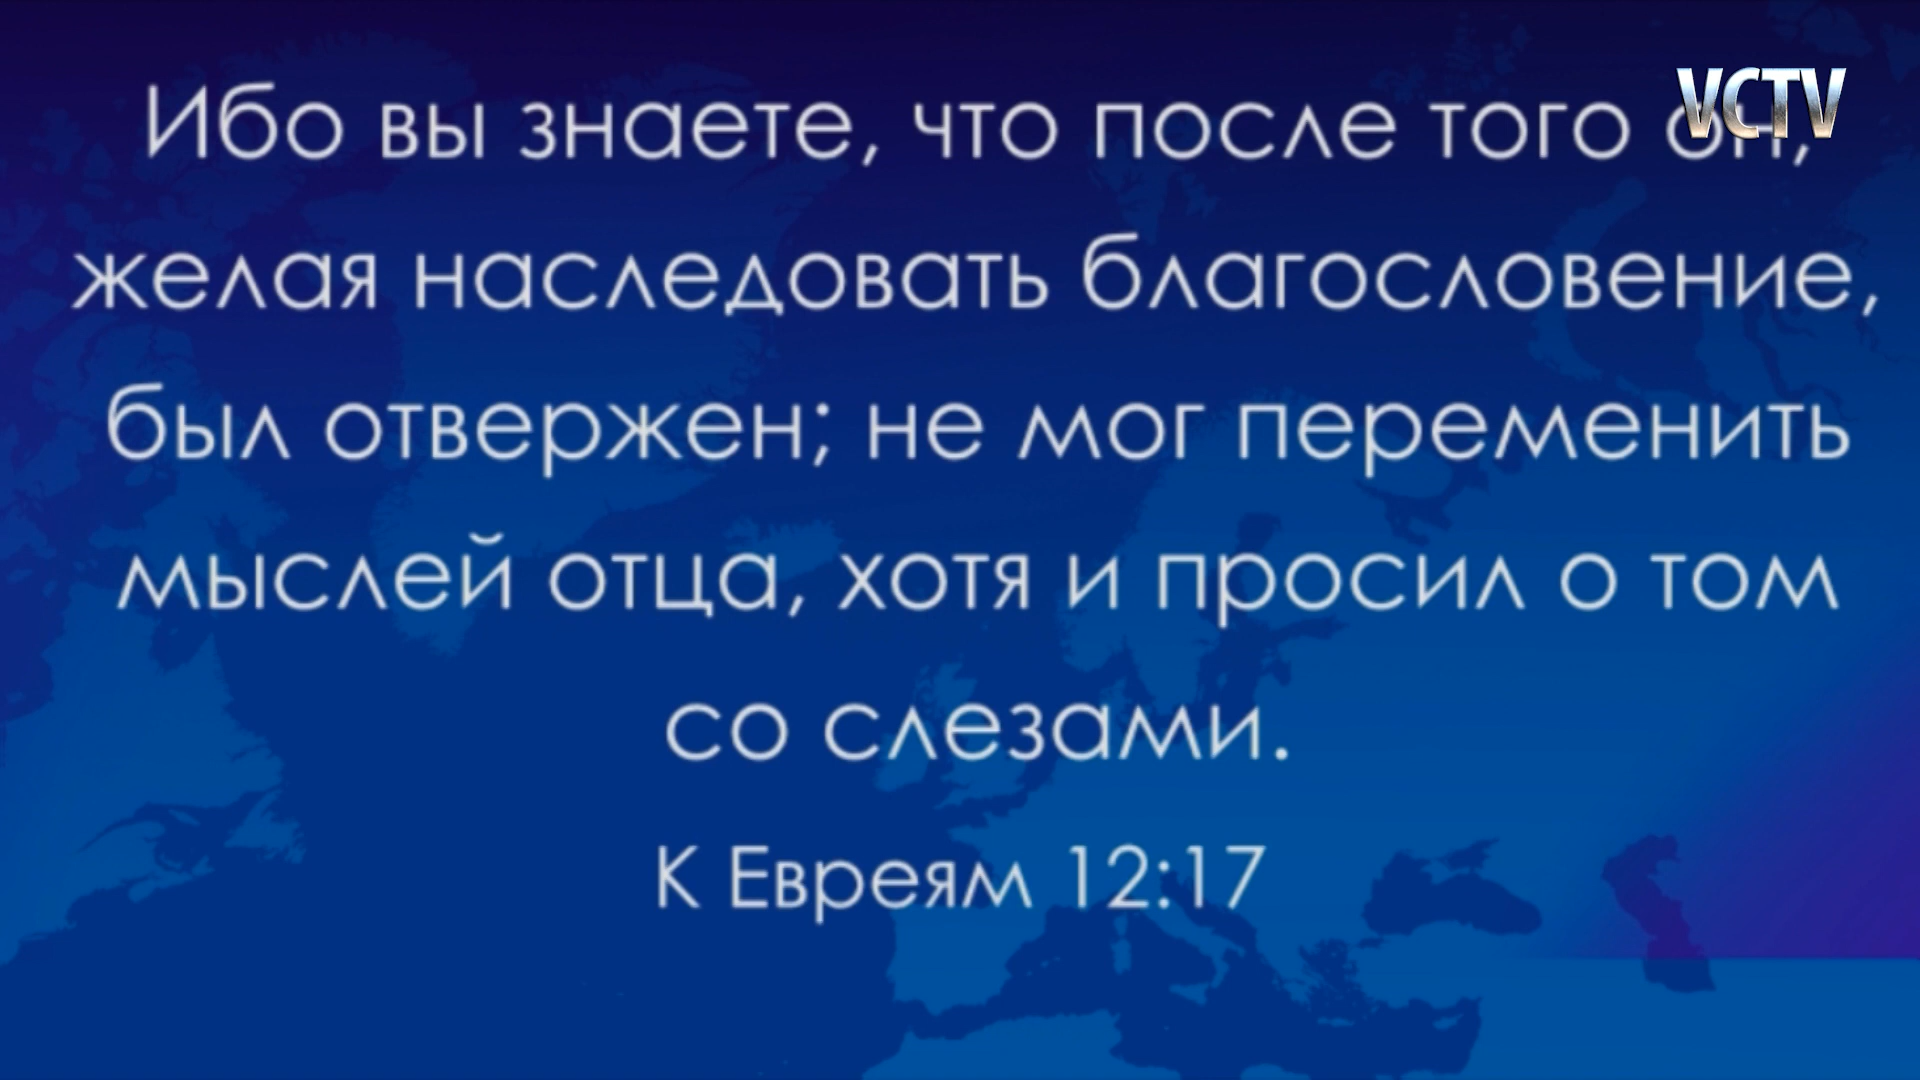 Ибо вы знаете, что после того он,
VCTV
желая наследовать благословение,
был отвержен; не мог переменить
мыслей отца, хотя и просил о том
со слезами.
К Евреям 12:17